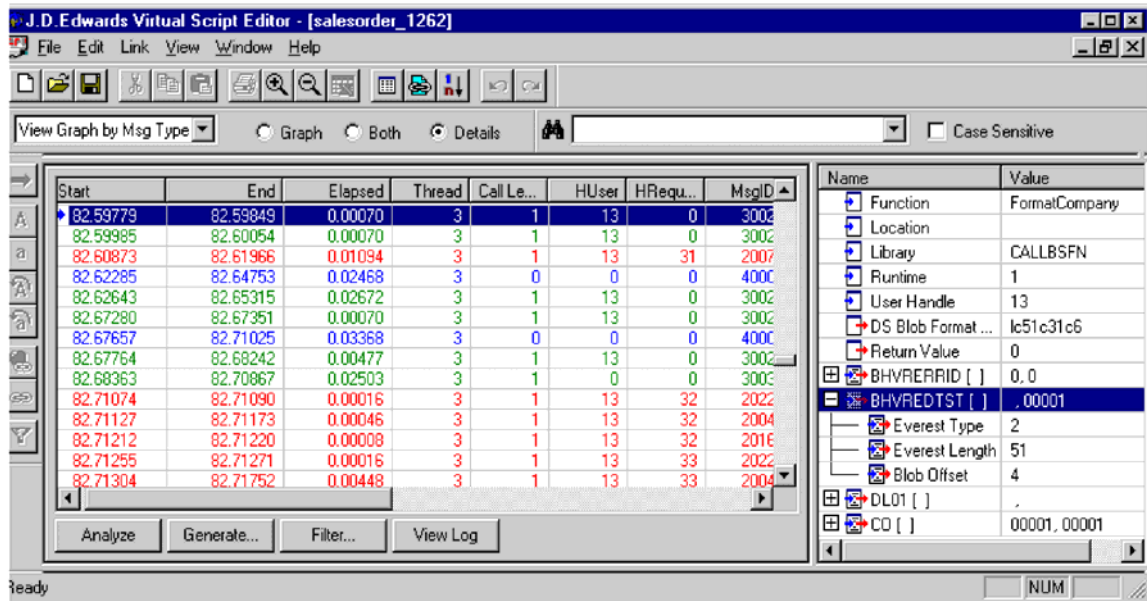 J.D.Edwards Virtual Script Editor - [salesorder_1262]
File Edit Link View Window Help
View Graph by Msg Type Graph Both Details Case Sensitive
Start End Elapsed Thread Call Le... HUser HRequ... MsgID
82.59779 82.59849 0.00070 3 1 13 0 3002
82.59985 82.60054 0.00070 3 1 13 0 3002
82.60873 82.61966 0.01094 3 1 13 31 2007
82.62285 82.64753 0.02468 3 0 0 0 4000
82.62643 82.65315 0.02672 3 1 13 0 3002
82.67280 82.67351 0.00070 3 1 13 0 3002
82.67657 82.71025 0.03368 3 0 0 0 4000
82.67764 82.68242 0.00477 3 1 13 0 3002
82.68363 82.70867 0.02503 3 1 0 0 3003
82.71074 82.71090 0.00016 3 1 13 32 2022
82.71127 82.71173 0.00046 3 1 13 32 2004
82.71212 82.71220 0.00008 3 1 13 32 2016
82.71255 82.71271 0.00016 3 1 13 33 2022
82.71304 82.71752 0.00448 3 1 13 33 2004
Analyze Generate... Filter... View Log
Name Value
Function FormatCompany
Location
Library CALLBSFN
Runtime 1
User Handle 13
DS Blob Format ... lc51c31c6
Return Value 0
BHVRERRID [ ] 0, 0
BHVREDTST [ ] , 00001
Everest Type 2
Everest Length 51
Blob Offset 4
DL01 [ ] ,
CO [ ] 00001, 00001
Ready NUM